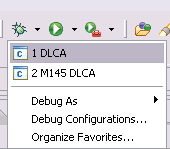 1 DLCA
2 M145 DLCA
Debug As
Debug Configurations...
Organize Favorites...